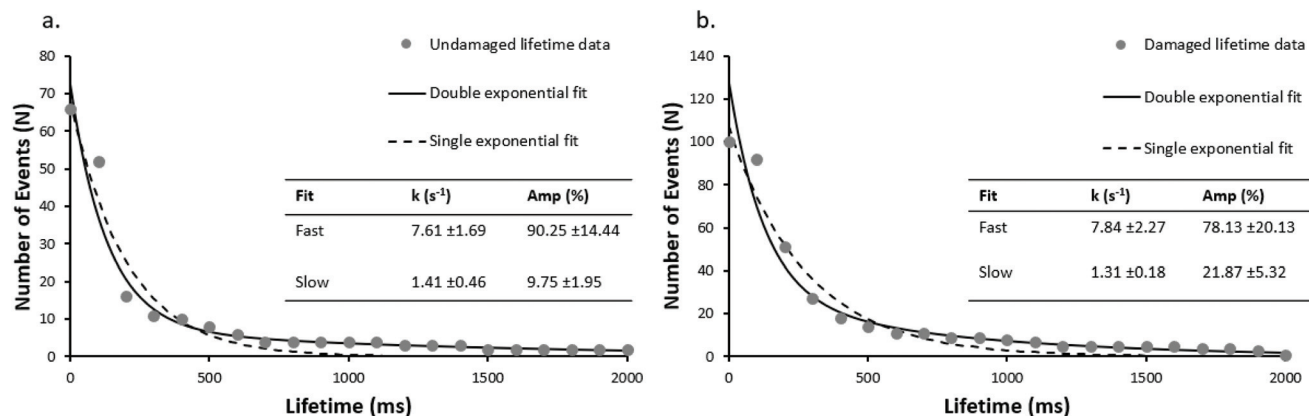 a.
Undamaged lifetime data
Double exponential fit
Single exponential fit
Number of Events (N)
80
70
60
50
40
30
20
10
0
Fit k (s⁻¹) Amp (%)
Fast 7.61 ±1.69 90.25 ±14.44
Slow 1.41 ±0.46 9.75 ±1.95
0 500 1000 1500 2000
Lifetime (ms)
b.
Damaged lifetime data
Double exponential fit
Single exponential fit
Number of Events (N)
140
120
100
80
60
40
20
0
Fit k (s⁻¹) Amp (%)
Fast 7.84 ±2.27 78.13 ±20.13
Slow 1.31 ±0.18 21.87 ±5.32
0 500 1000 1500 2000
Lifetime (ms)